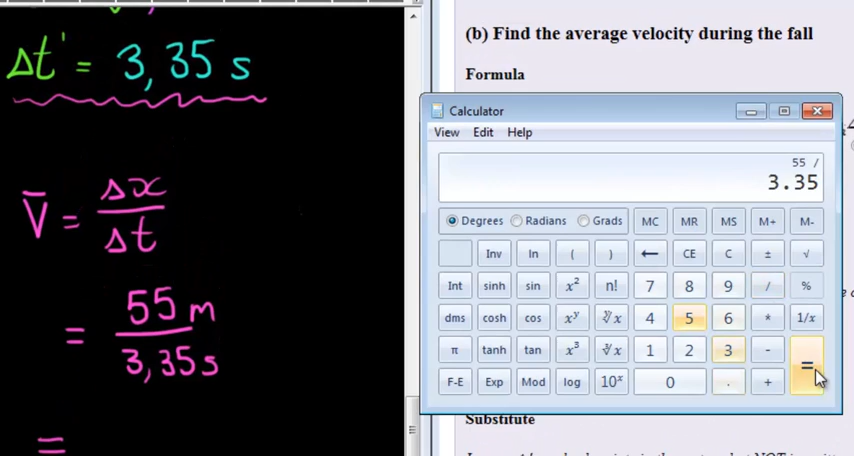 Δt' = 3,35 s
V̄ = Δx / Δt
= 55 m / 3,35 s
=
(b) Find the average velocity during the fall
Formula
Calculator
View Edit Help
55 /
3.35
Degrees Radians Grads MC MR MS M+ M-
Inv ln ( ) ← CE C ± √
Int sinh sin x² n! 7 8 9 / %
dms cosh cos xʸ ʸ√x 4 5 6 * 1/x
π tanh tan x³ ³√x 1 2 3 - =
F-E Exp Mod log 10ˣ 0 . +
Substitute